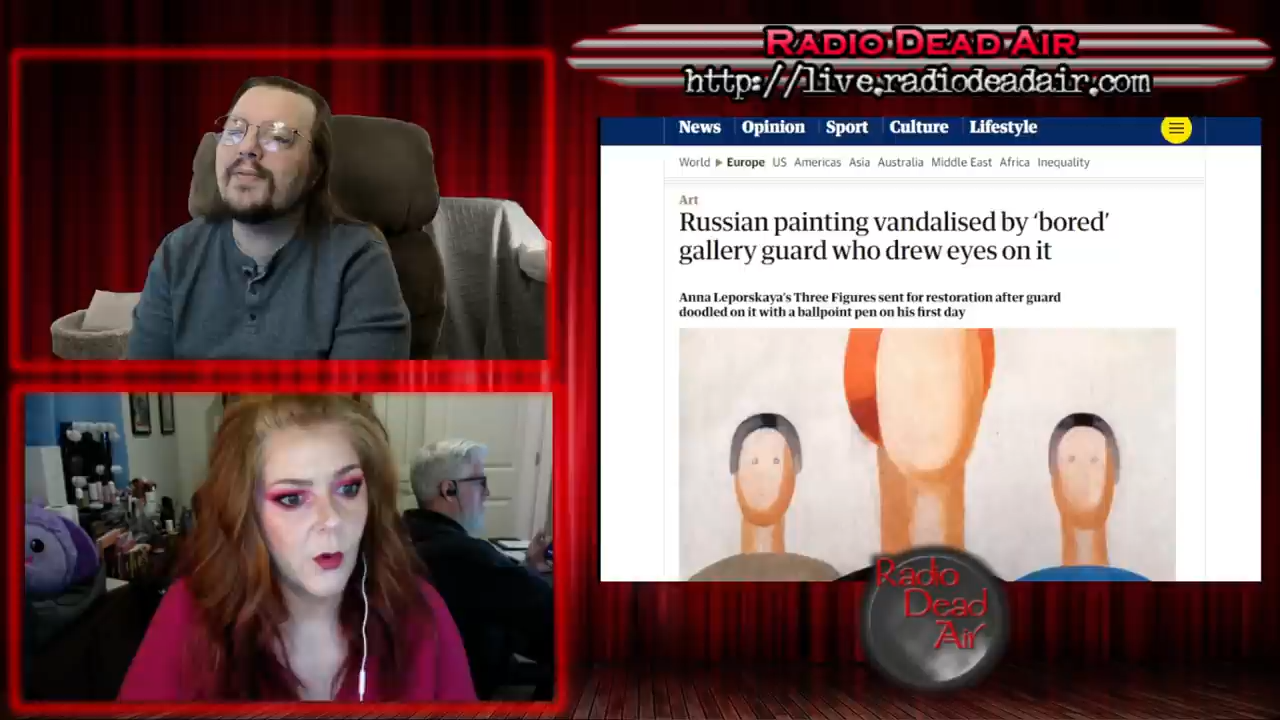 Radio Dead Air
http://live.radiodeadair.com
News Opinion Sport Culture Lifestyle
World ▶ Europe US Americas Asia Australia Middle East Africa Inequality
Art
Russian painting vandalised by ‘bored’
gallery guard who drew eyes on it
Anna Leporskaya's Three Figures sent for restoration after guard
doodled on it with a ballpoint pen on his first day
Radio
Dead
Air